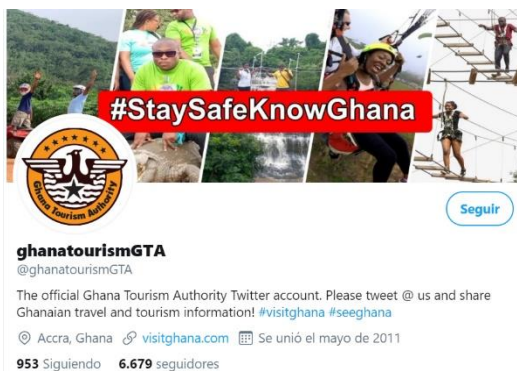 #StaySafeKnowGhana
Ghana Tourism Authority
Seguir
ghanatourismGTA
@ghanatourismGTA
The official Ghana Tourism Authority Twitter account. Please tweet @ us and share
Ghanaian travel and tourism information! #visitghana #seeghana
Accra, Ghana visitghana.com Se unió el mayo de 2011
953 Siguiendo 6.679 seguidores